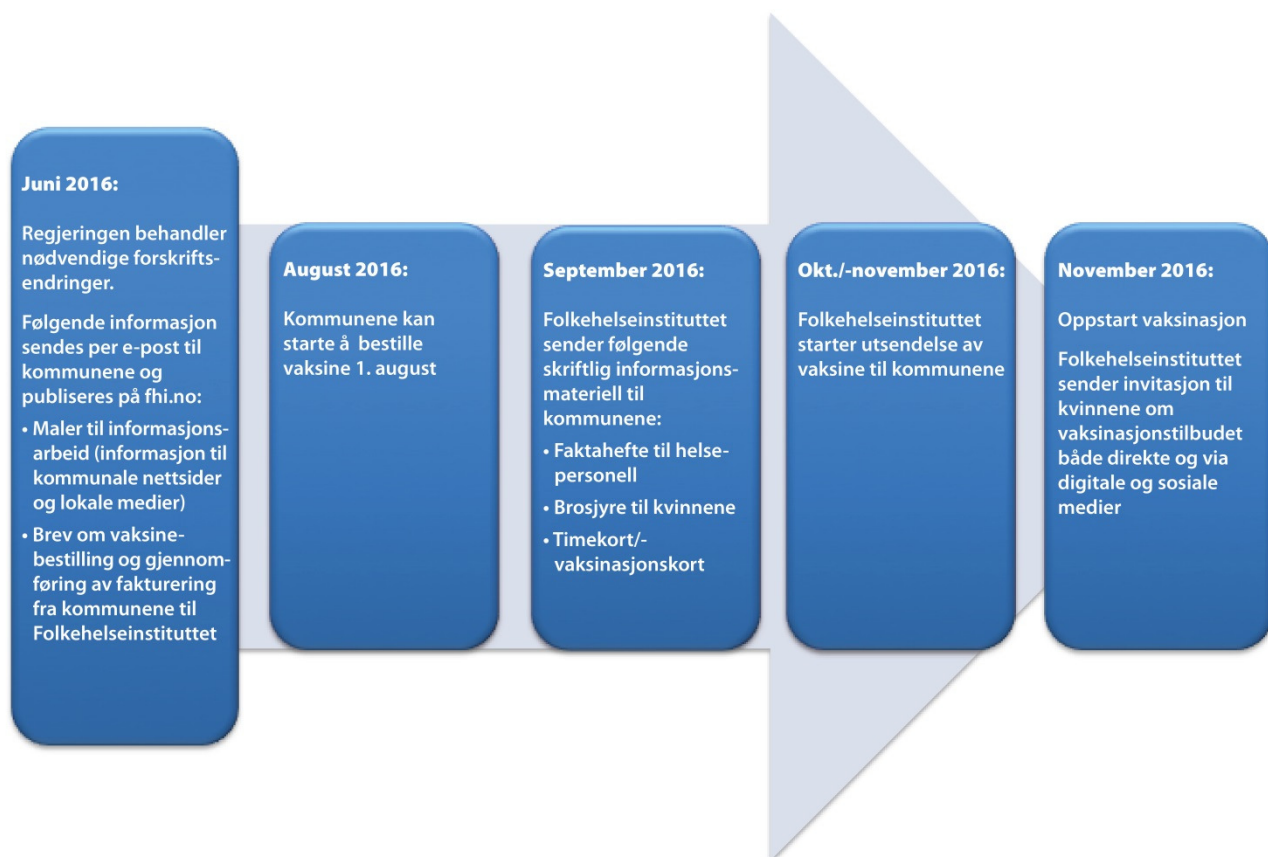 Juni 2016:
Regjeringen behandler
nødvendige forskrifts-
endringer.
Følgende informasjon
sendes per e-post til
kommunene og
publiseres på fhi.no:
• Maler til informasjons-
arbeid (informasjon til
kommunale nettsider
og lokale medier)
• Brev om vaksine-
bestilling og gjennom-
føring av fakturering
fra kommunene til
Folkehelseinstituttet
August 2016:
Kommunene kan
starte å bestille
vaksine 1. august
September 2016:
Folkehelseinstituttet
sender følgende
skriftlig informasjons-
materiell til
kommunene:
• Faktahefte til helse-
personell
• Brosjyre til kvinnene
• Timekort/-
vaksinasjonskort
Okt./-november 2016:
Folkehelseinstituttet
starter utsendelse av
vaksine til kommunene
November 2016:
Oppstart vaksinasjon
Folkehelseinstituttet
sender invitasjon til
kvinnene om
vaksinasjonstilbudet
både direkte og via
digitale og sosiale
medier